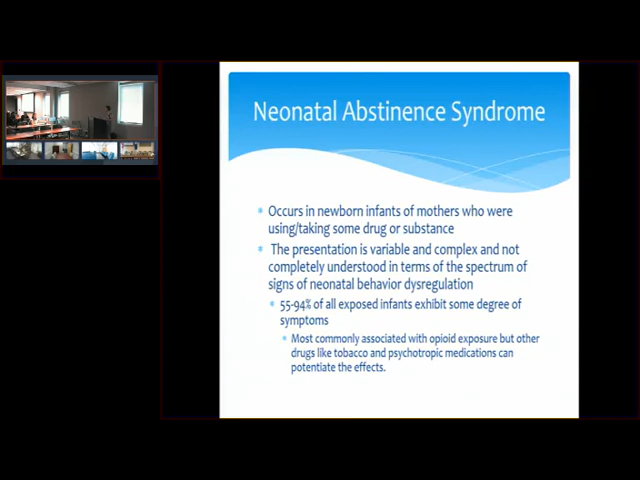 Neonatal Abstinence Syndrome
Occurs in newborn infants of mothers who were
using/taking some drug or substance
The presentation is variable and complex and not
completely understood in terms of the spectrum of
signs of neonatal behavior dysregulation
55-94% of all exposed infants exhibit some degree of
symptoms
Most commonly associated with opioid exposure but other
drugs like tobacco and psychotropic medications can
potentiate the effects.